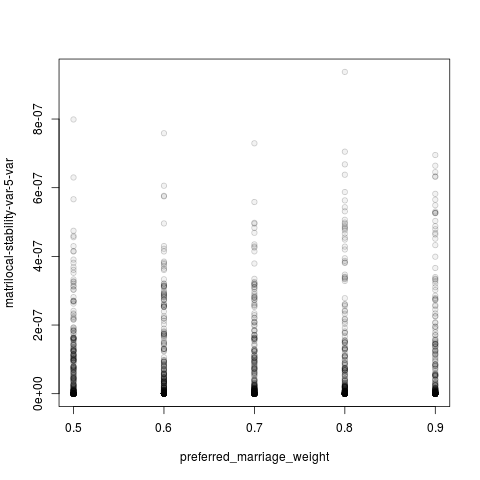 matrilocal-stability-var-5-var
8e-07
6e-07
4e-07
2e-07
0e+00
0.5 0.6 0.7 0.8 0.9
preferred_marriage_weight